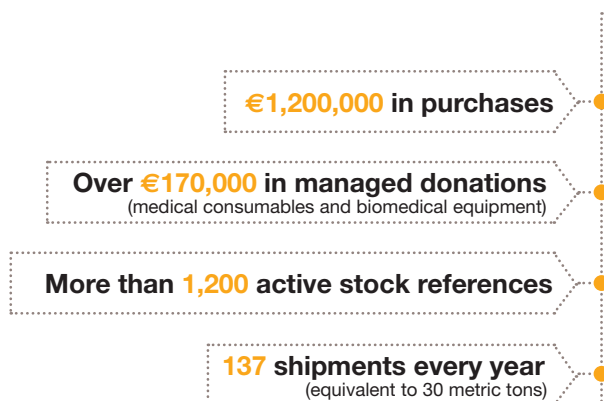 €1,200,000 in purchases
Over €170,000 in managed donations
(medical consumables and biomedical equipment)
More than 1,200 active stock references
137 shipments every year
(equivalent to 30 metric tons)